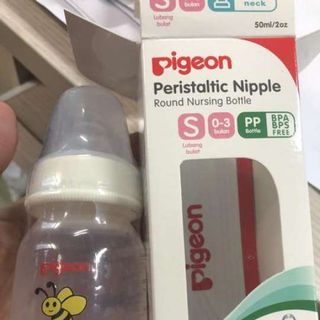 S
Lubang
bulat
bulan
neck
50ml/2oz
pigeon
Peristaltic Nipple
Round Nursing Bottle
S
Lubang
bulat
0-3
bulan
PP
Bottle
BPA
BPS
FREE
pigeon
pigeon